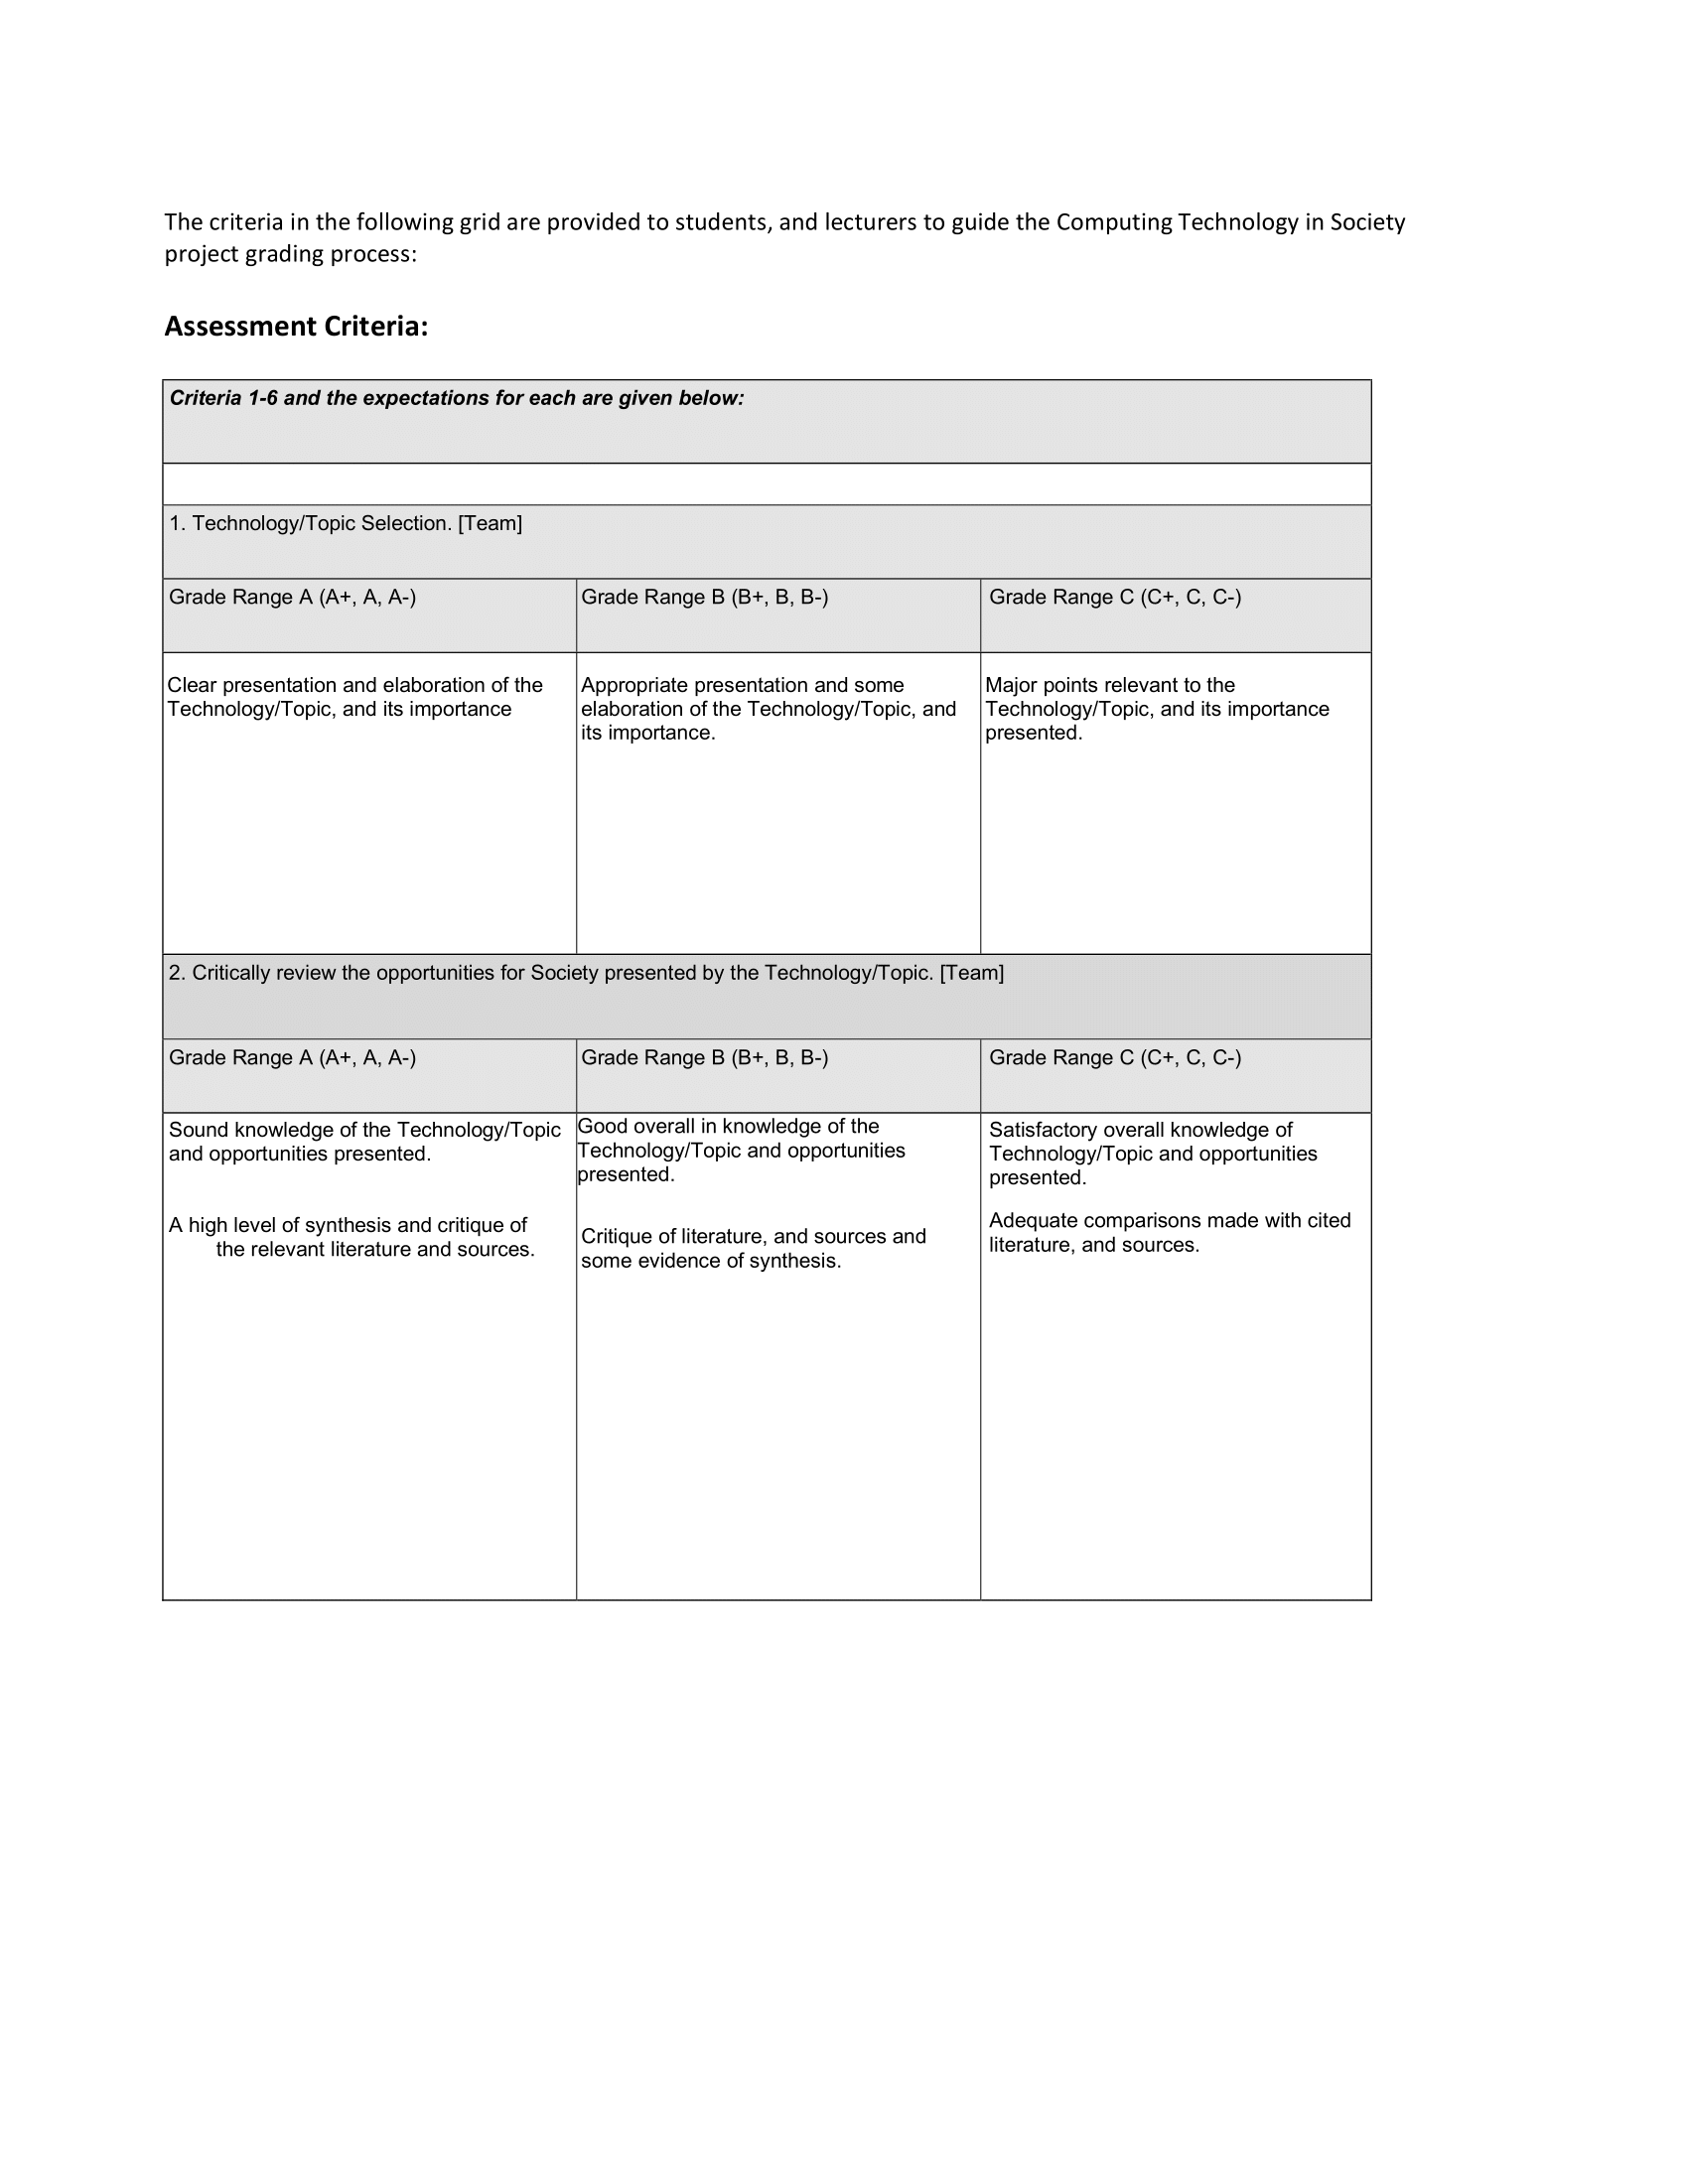 The criteria in the following grid are provided to students, and lecturers to guide the Computing Technology in Society
project grading process:
Assessment Criteria:
Criteria 1-6 and the expectations for each are given below:
1. Technology/Topic Selection. [Team]
Grade Range A (A+, A, A-)
Grade Range B (B+, B, B-)
Grade Range C (C+, C, C-)
Clear presentation and elaboration of the
Technology/Topic, and its importance
Appropriate presentation and some
elaboration of the Technology/Topic, and
its importance.
Major points relevant to the
Technology/Topic, and its importance
presented.
2. Critically review the opportunities for Society presented by the Technology/Topic. [Team]
Grade Range A (A+, A, A-)
Grade Range B (B+, B, B-)
Grade Range C (C+, C, C-)
Sound knowledge of the Technology/Topic
and opportunities presented.
A high level of synthesis and critique of
the relevant literature and sources.
Good overall in knowledge of the
Technology/Topic and opportunities
presented.
Critique of literature, and sources and
some evidence of synthesis.
Satisfactory overall knowledge of
Technology/Topic and opportunities
presented.
Adequate comparisons made with cited
literature, and sources.